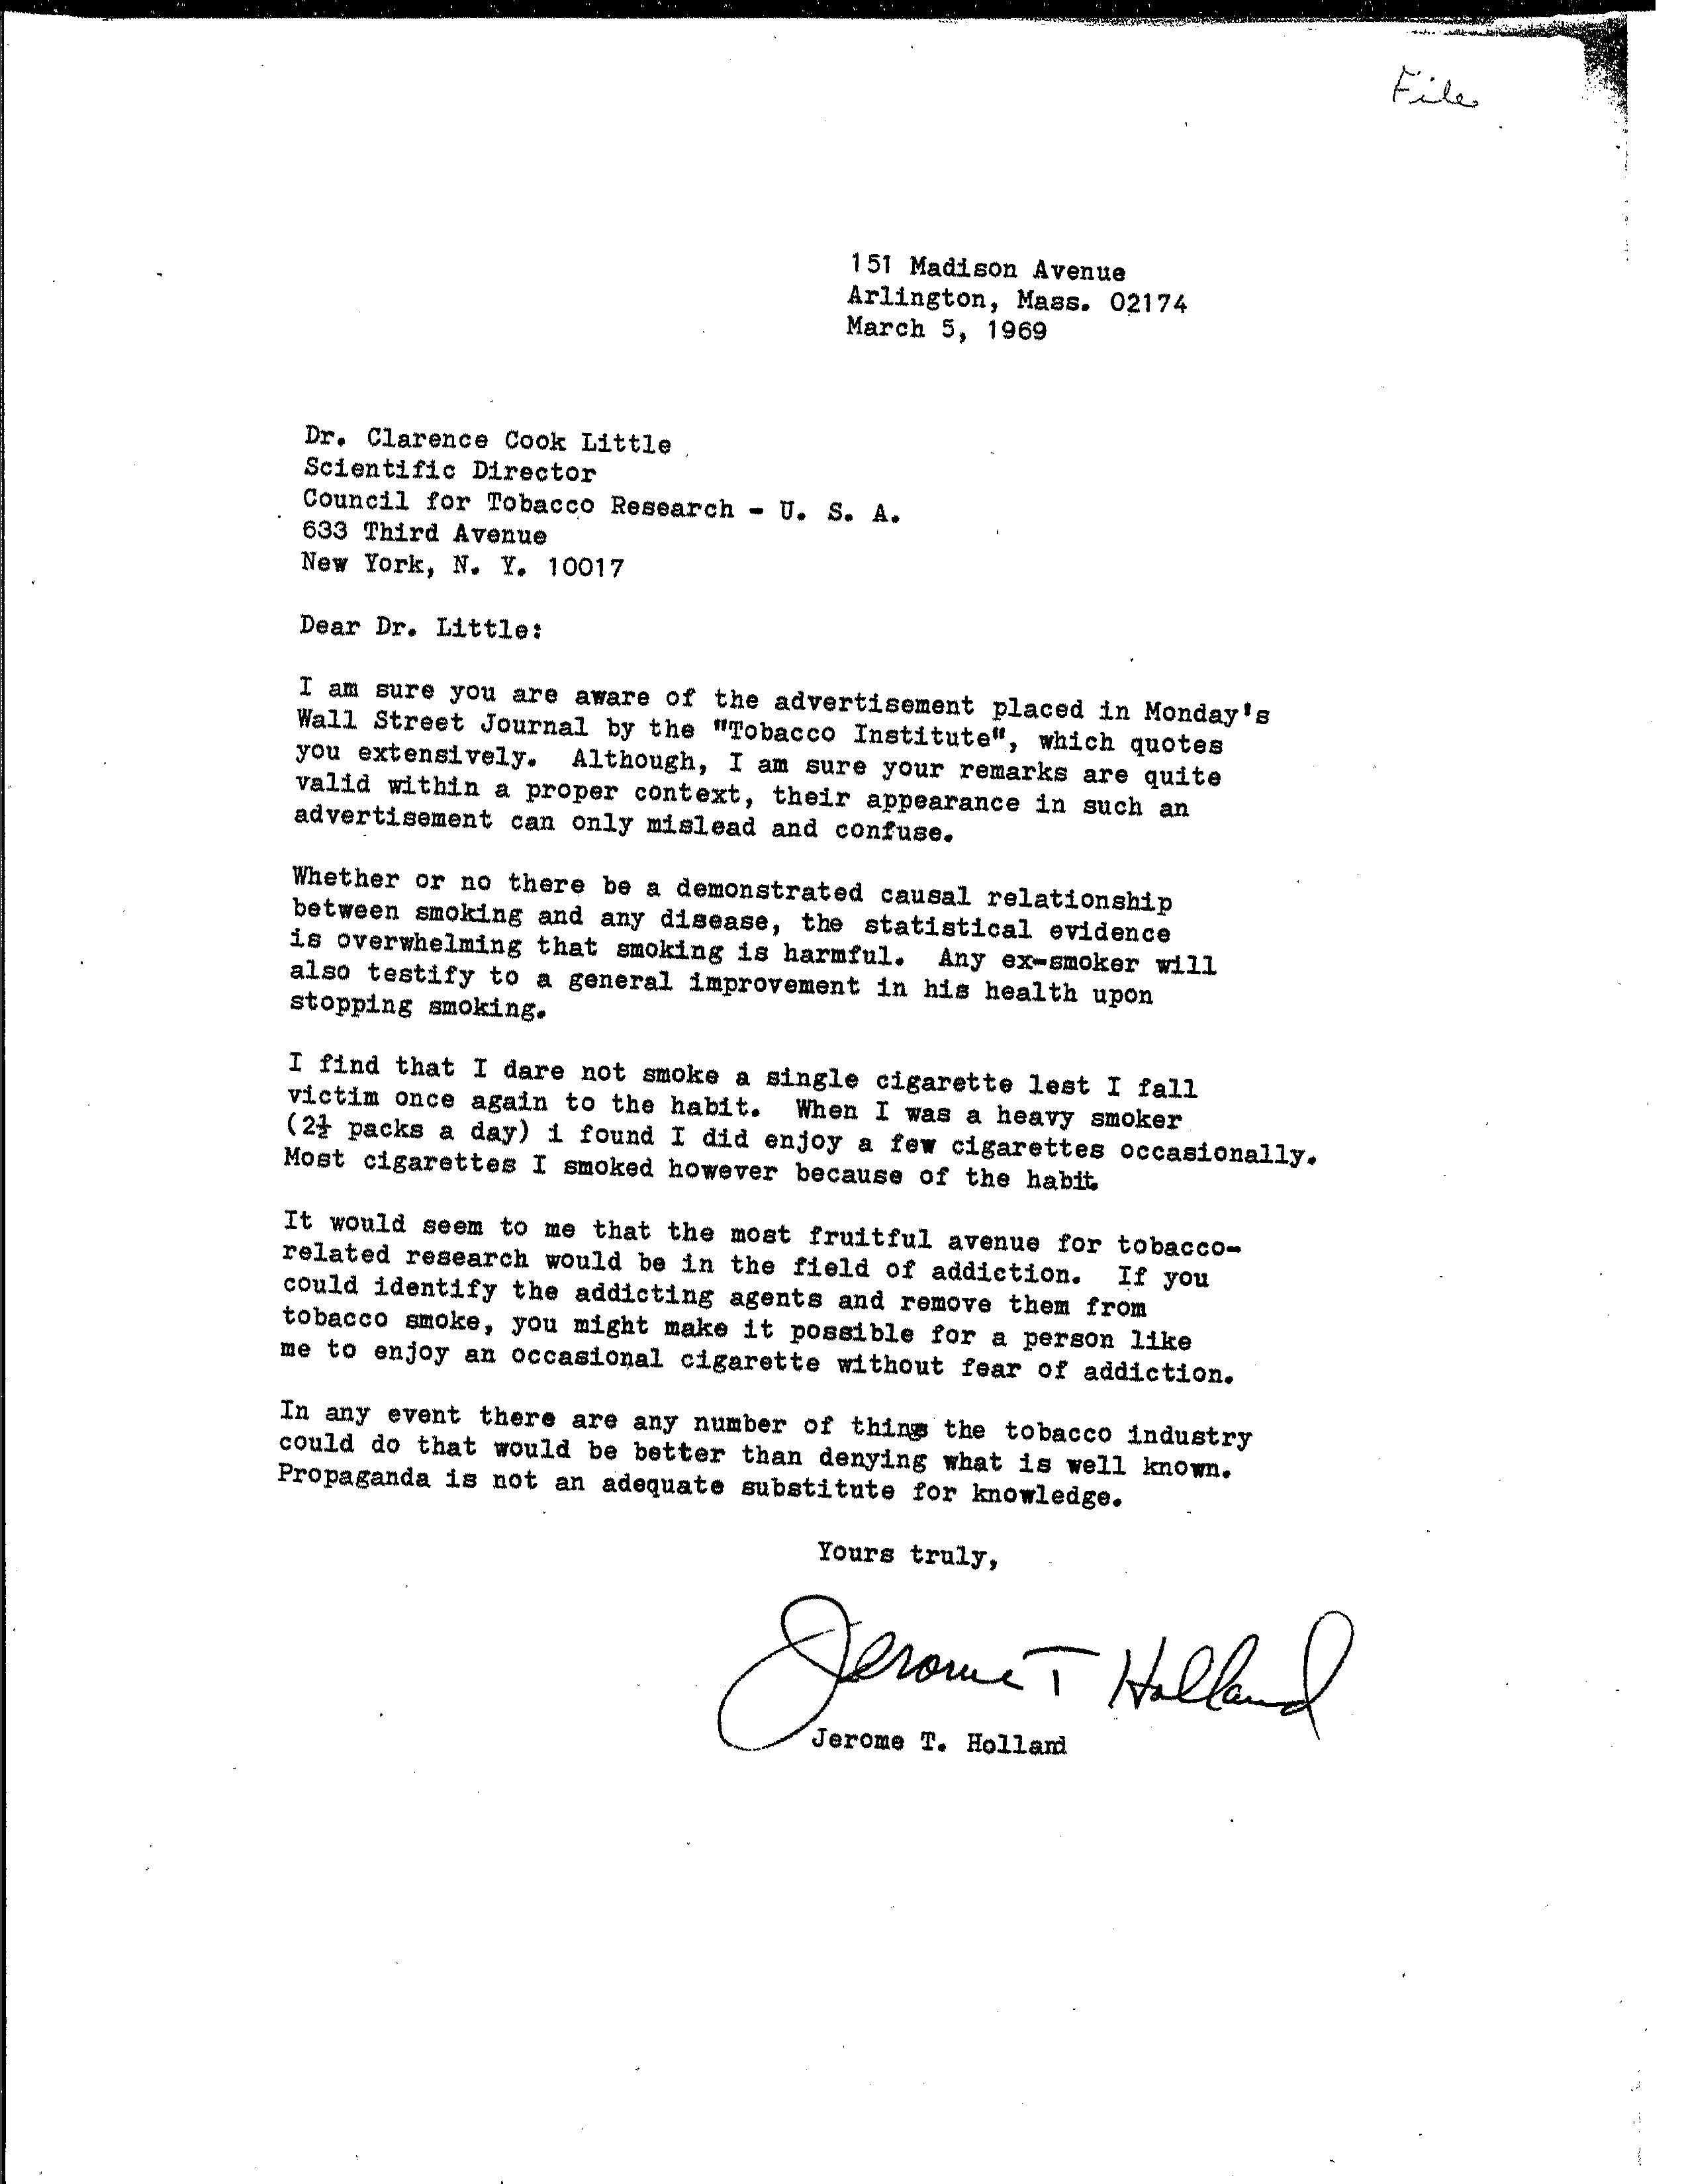 File
151 Madison Avenue
Arlington, Mass. 02174
March 5, 1969
Dr. Clarence Cook Little
Scientific Director
Council for Tobacco Research - U. S. A.
633 Third Avenue
New York, N. Y. 10017
Dear Dr. Little:
I am sure you are aware of the advertisement placed in Monday's
Wall Street Journal by the "Tobacco Institute", which quotes
you extensively. Although, I am sure your remarks are quite
valid within a proper context, their appearance in such an
advertisement can only mislead and confuse.
Whether or no there be a demonstrated causal relationship
between smoking and any disease, the statistical evidence
is overwhelming that smoking is harmful. Any ex-smoker will
also testify to a general improvement in his health upon
stopping smoking.
I find that I dare not smoke a single cigarette lest I fall
victim once again to the habit. When I was a heavy smoker
(2½ packs a day) i found I did enjoy a few cigarettes occasionally.
Most cigarettes I smoked however because of the habit.
It would seem to me that the most fruitful avenue for tobacco-
related research would be in the field of addiction. If you
could identify the addicting agents and remove them from
tobacco smoke, you might make it possible for a person like
me to enjoy an occasional cigarette without fear of addiction.
In any event there are any number of things the tobacco industry
could do that would be better than denying what is well known.
Propaganda is not an adequate substitute for knowledge.
Yours truly,
Jerome T Holland
Jerome T. Holland